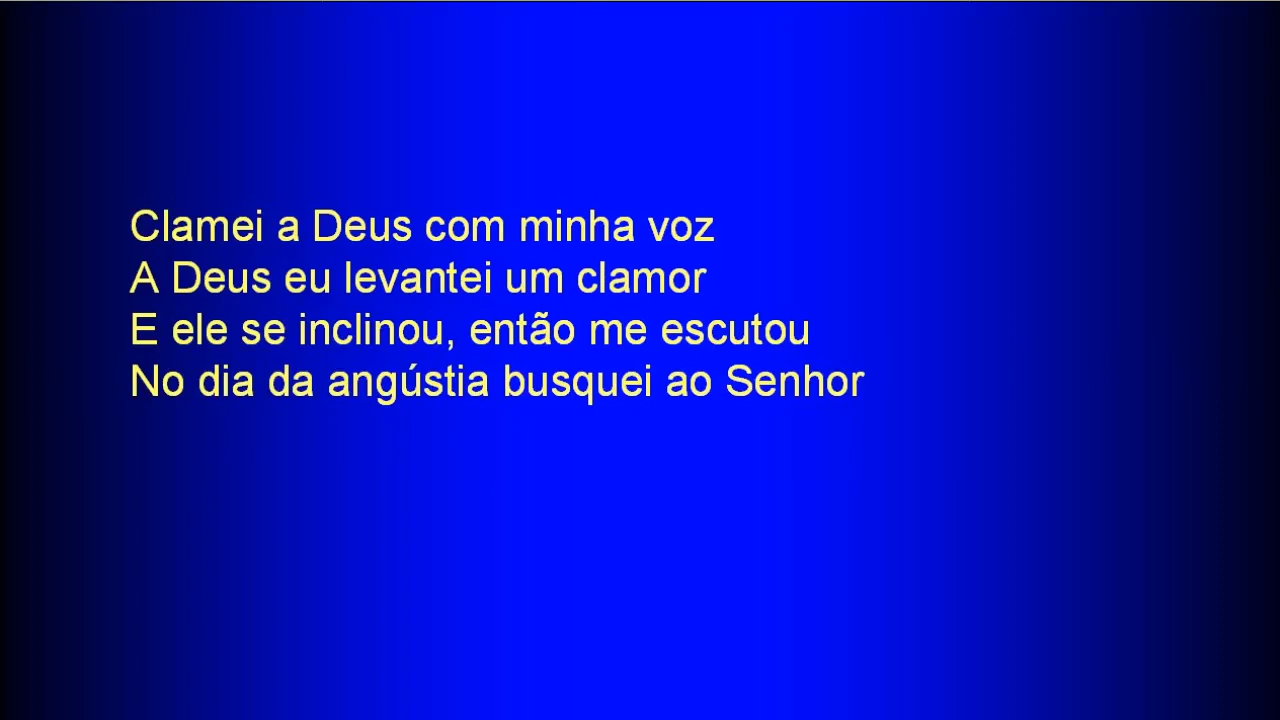 Clamei a Deus com minha voz
A Deus eu levantei um clamor
E ele se inclinou, então me escutou
No dia da angústia busquei ao Senhor